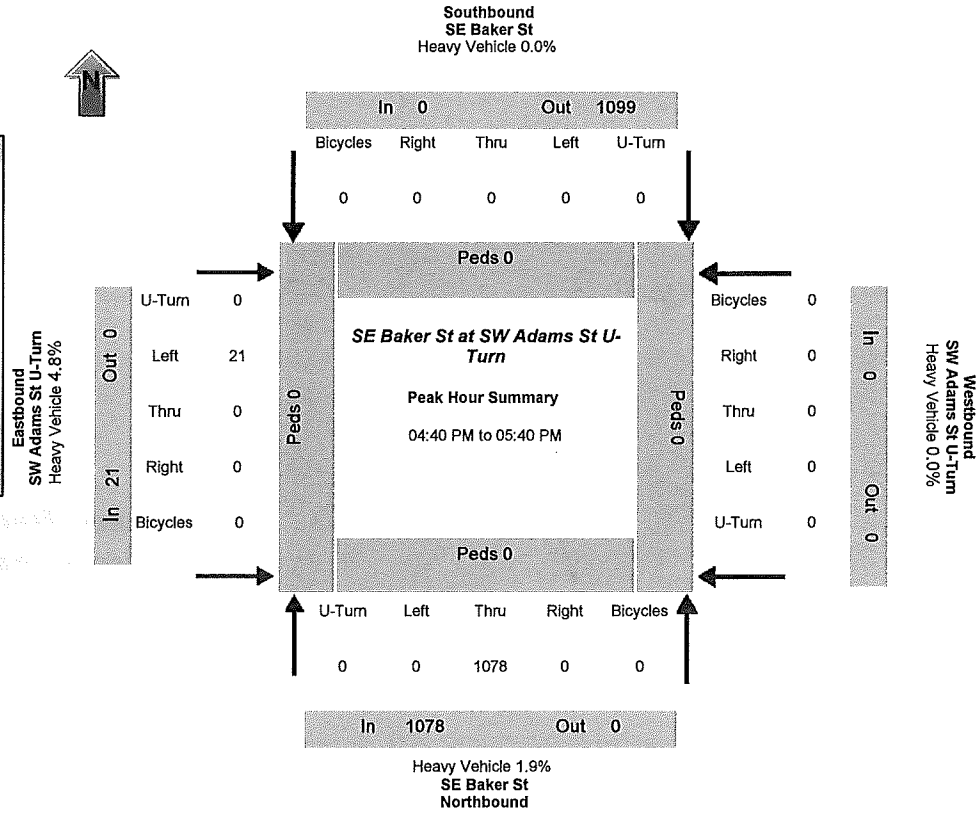 Southbound
SE Baker St
Heavy Vehicle 0.0%
N
In 0 Out 1099
Bicycles Right Thru Left U-Turn
0 0 0 0 0
Peds 0
Eastbound
SW Adams St U-Turn
Heavy Vehicle 4.8%
Out 0
In 21
U-Turn 0
Left 21
Thru 0
Right 0
Bicycles 0
Peds 0
SE Baker St at SW Adams St U-
Turn
Peak Hour Summary
04:40 PM to 05:40 PM
Peds 0
Bicycles 0
Right 0
Thru 0
Left 0
U-Turn 0
In 0
Out 0
Westbound
SW Adams St U-Turn
Heavy Vehicle 0.0%
Peds 0
U-Turn Left Thru Right Bicycles
0 0 1078 0 0
In 1078 Out 0
Heavy Vehicle 1.9%
SE Baker St
Northbound